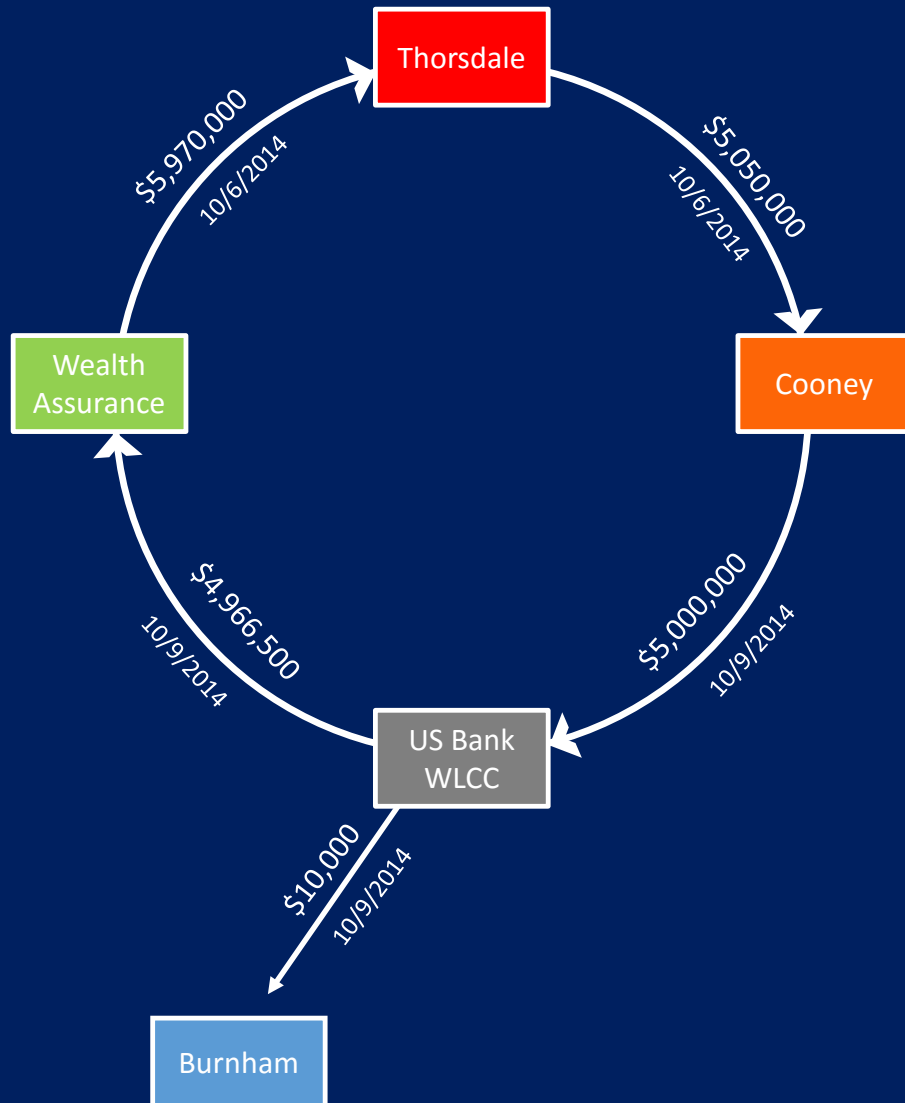 Thorsdale
$5,970,000
10/6/2014
$5,050,000
10/6/2014
Wealth
Assurance
Cooney
$4,966,500
10/9/2014
$5,000,000
10/9/2014
US Bank
WLCC
$10,000
10/9/2014
Burnham